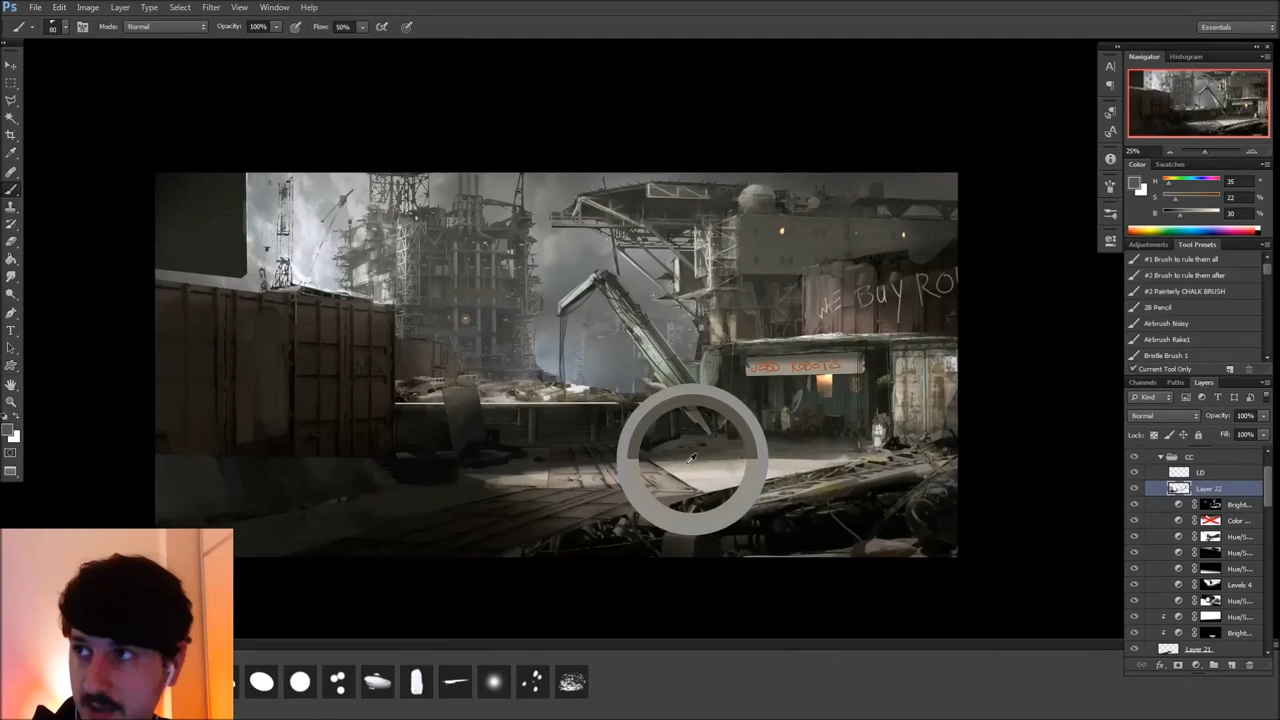 Ps File Edit Image Layer Type Select Filter View Window Help
80 Mode: Normal Opacity: 100% Flow: 50% Essentials
Navigator Histogram
25%
Color Swatches
H 35 °
S 22 %
B 30 %
Adjustments Tool Presets
#1 Brush to rule them all
#2 Brush to rule them after
#2 Painterly CHALK BRUSH
2B Pencil
Airbrush Noisy
Airbrush Rake1
Bristle Brush 1
Current Tool Only
Channels Paths Layers
Kind
Normal Opacity: 100%
Lock: Fill: 100%
CC
LD
Layer 22
Bright...
Color ...
Hue/S...
Hue/S...
Hue/S...
Levels 4
Hue/S...
Hue/S...
Bright...
Layer 21
WE BUY RO